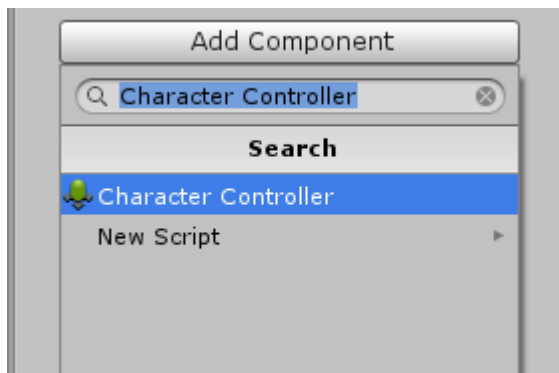 Add Component
Character Controller
Search
Character Controller
New Script